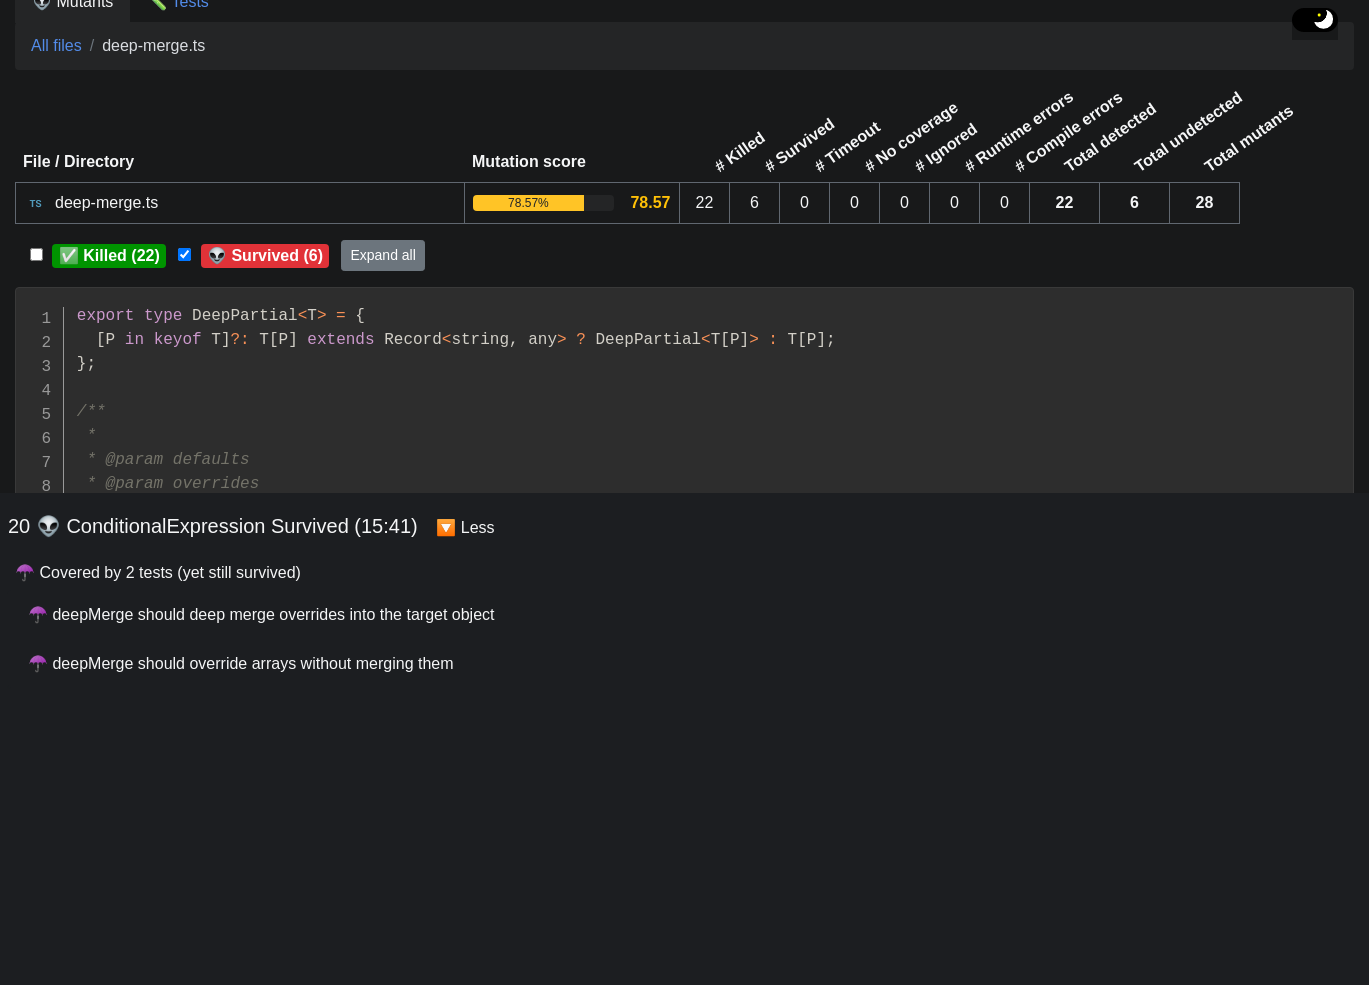 Mutants Tests
All files / deep-merge.ts
File / Directory Mutation score # Killed # Survived # Timeout # No coverage # Ignored # Runtime errors # Compile errors Total detected Total undetected Total mutants
TS deep-merge.ts 78.57% 78.57 22 6 0 0 0 0 0 22 6 28
✅ Killed (22) 👽 Survived (6) Expand all
1 export type DeepPartial<T> = {
2 [P in keyof T]?: T[P] extends Record<string, any> ? DeepPartial<T[P]> : T[P];
3 };
4
5 /**
6 *
7 * @param defaults
8 * @param overrides
20 👽 ConditionalExpression Survived (15:41) 🔽 Less
☂️ Covered by 2 tests (yet still survived)
☂️ deepMerge should deep merge overrides into the target object
☂️ deepMerge should override arrays without merging them